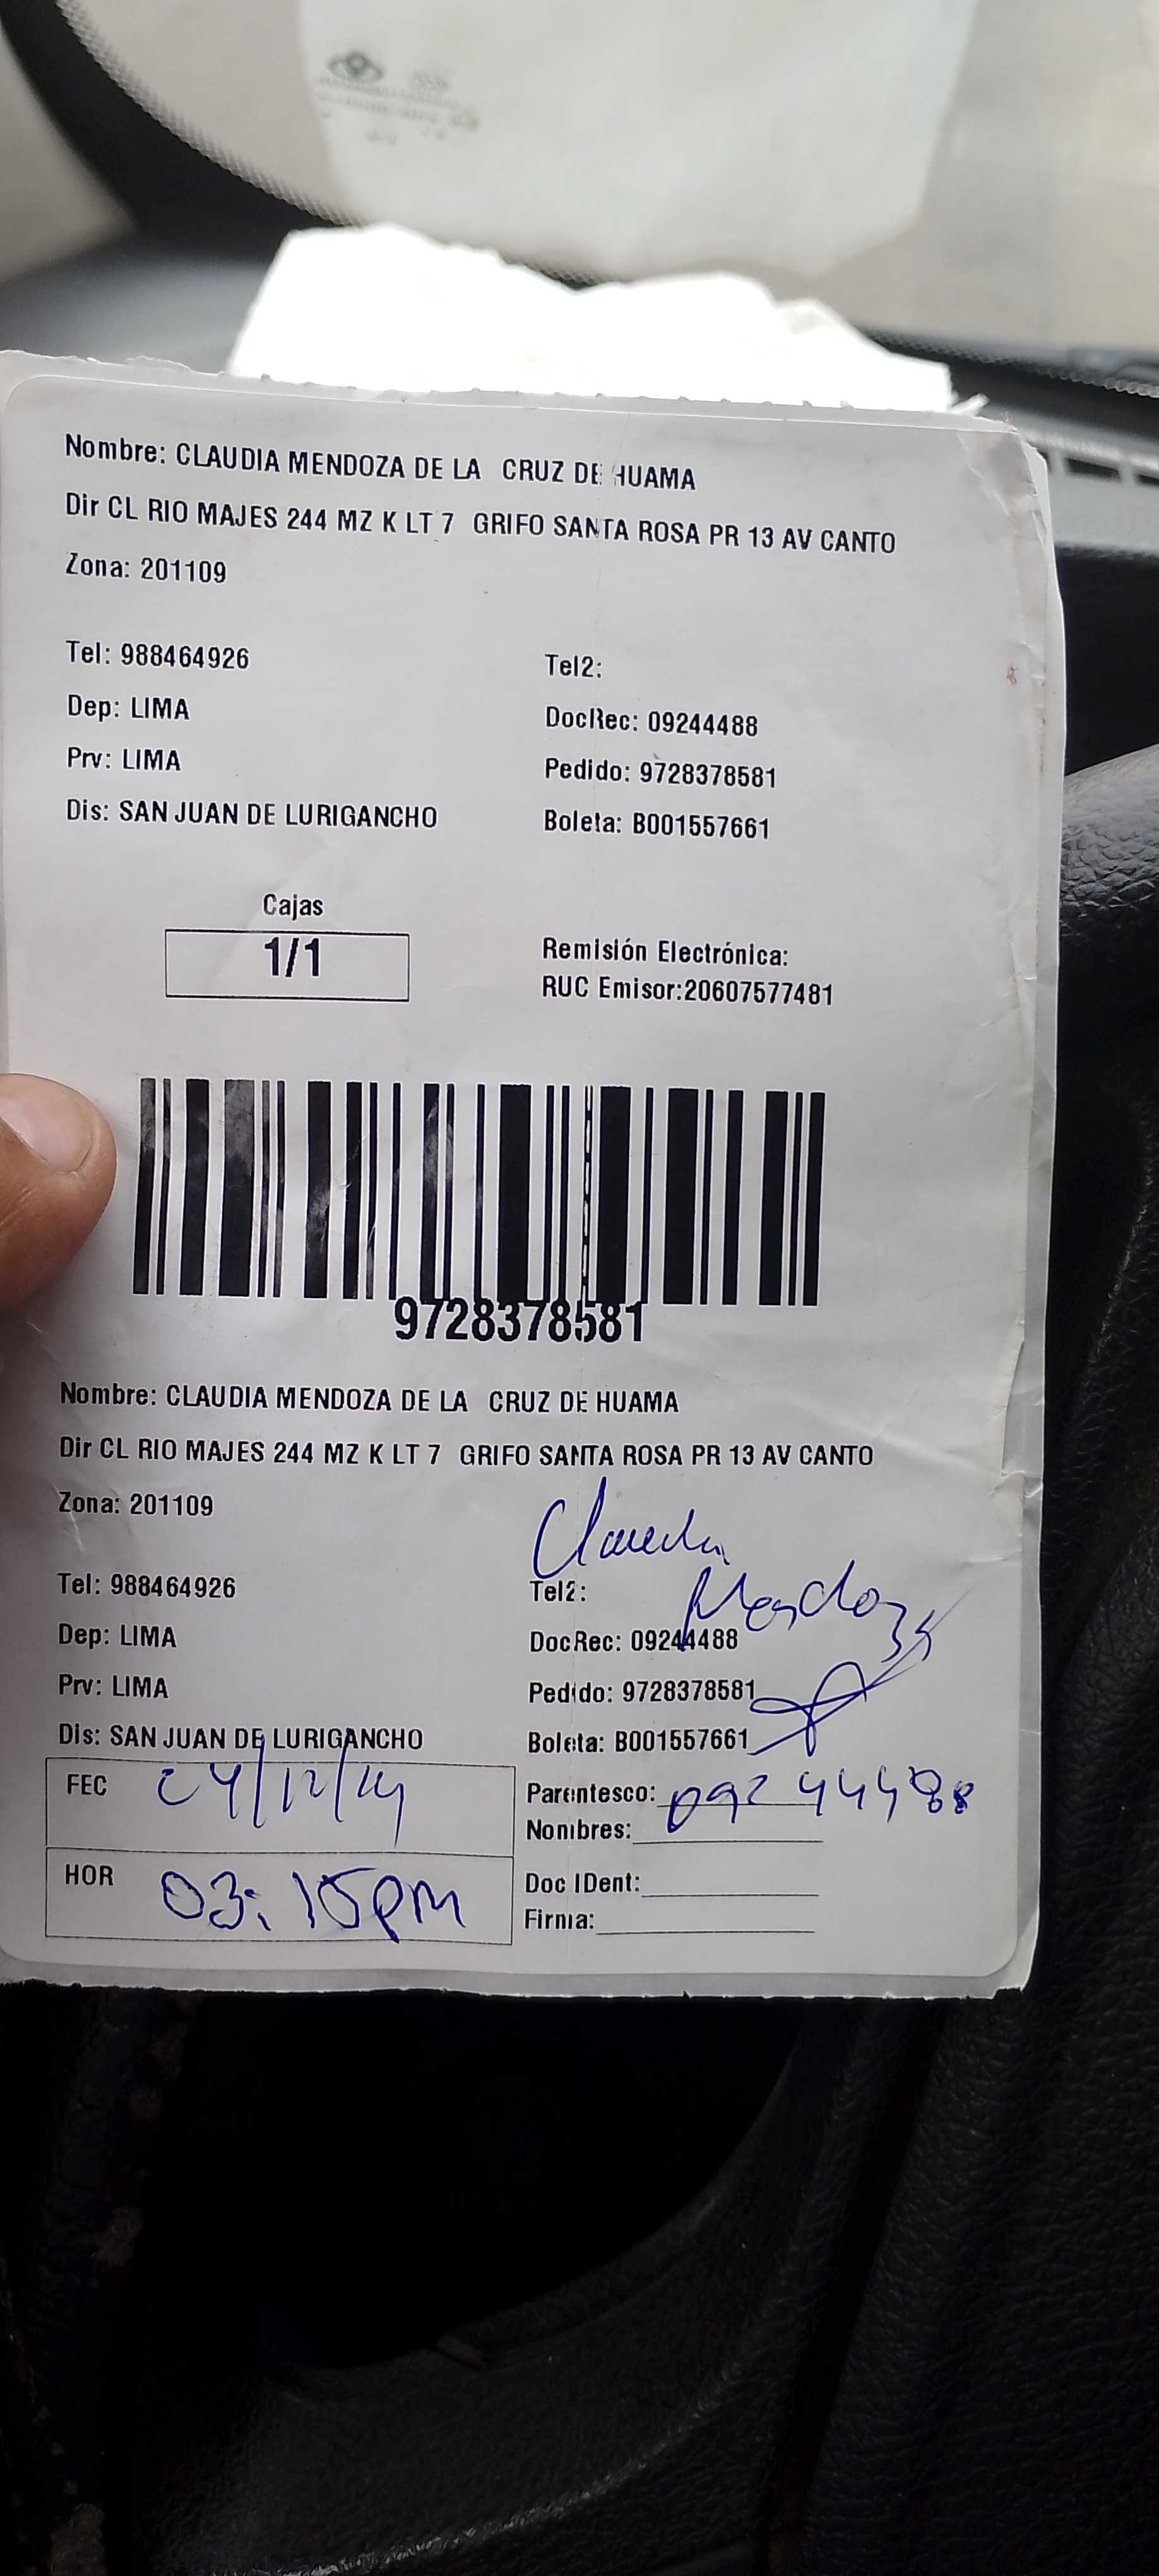 Nombre: CLAUDIA MENDOZA DE LA CRUZ DE HUAMA
Dir CL RIO MAJES 244 MZ K LT 7 GRIFO SANTA ROSA PR 13 AV CANTO
Zona: 201109
Tel: 988464926 Tel2:
Dep: LIMA DocRec: 09244488
Prv: LIMA Pedido: 9728378581
Dis: SAN JUAN DE LURIGANCHO Boleta: B001557661
Cajas
1/1
Remisión Electrónica:
RUC Emisor:20607577481
9728378581
Nombre: CLAUDIA MENDOZA DE LA CRUZ DE HUAMA
Dir CL RIO MAJES 244 MZ K LT 7 GRIFO SANTA ROSA PR 13 AV CANTO
Zona: 201109
Claudia
Mendoza
Tel: 988464926 Tel2:
Dep: LIMA DocRec: 09244488
Prv: LIMA Pedido: 9728378581
Dis: SAN JUAN DE LURIGANCHO Boleta: B001557661
FEC Parentesco: 09244488
Nombres:
HOR 03:15pm Doc IDent:
Firma: